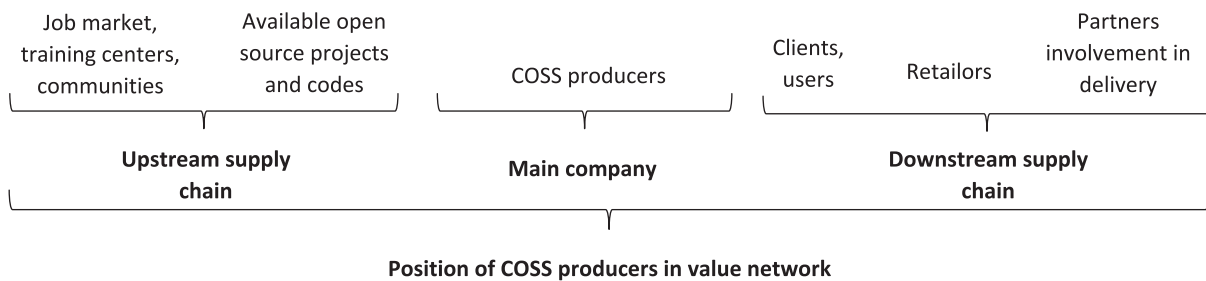 Job market,
training centers,
communities
Available open
source projects
and codes
COSS producers
Clients,
users
Retailors
Partners
involvement in
delivery
Upstream supply
chain
Main company
Downstream supply
chain
Position of COSS producers in value network